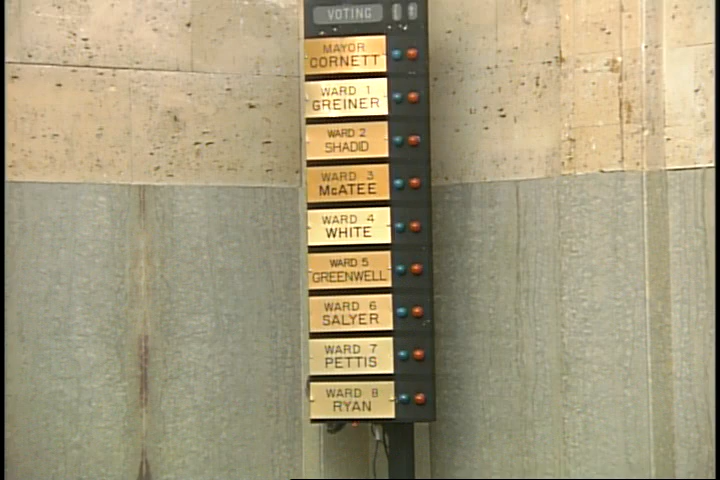 VOTING
MAYOR
CORNETT
WARD 1
GREINER
WARD 2
SHADID
WARD 3
McATEE
WARD 4
WHITE
WARD 5
GREENWELL
WARD 6
SALYER
WARD 7
PETTIS
WARD 8
RYAN